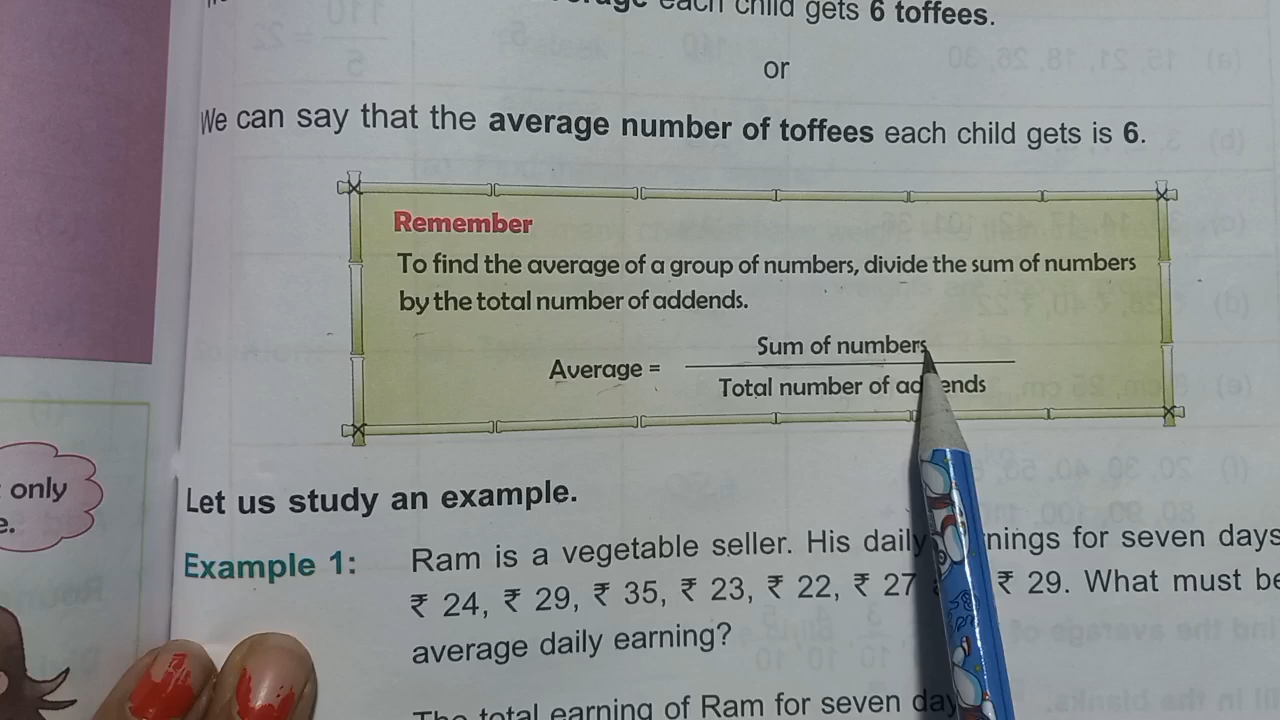 each child gets 6 toffees.
or
We can say that the average number of toffees each child gets is 6.
Remember
To find the average of a group of numbers, divide the sum of numbers
by the total number of addends.
Average = Sum of numbers
Total number of addends
only
Let us study an example.
Example 1: Ram is a vegetable seller. His daily for seven days
₹ 24, ₹ 29, ₹ 35, ₹ 23, ₹ 22, ₹ 27 ₹ 29. What must be
average daily earning?
The total earning of Ram for seven